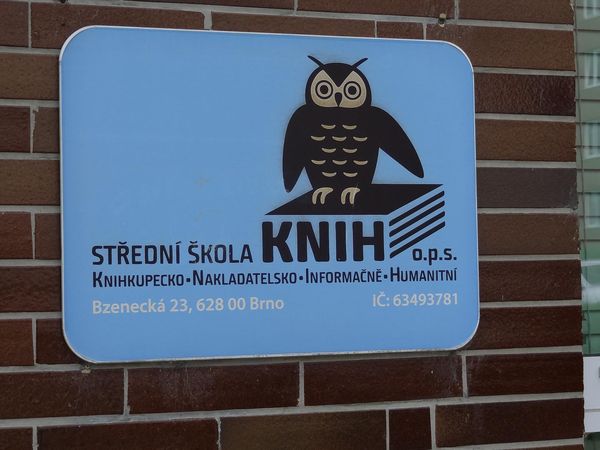 STŘEDNÍ ŠKOLA KNIH o.p.s.
KNIHKUPECKO•NAKLADATELSKO•INFORMAČNĚ•HUMANITNÍ
Bzenecká 23, 628 00 Brno IČ: 63493781